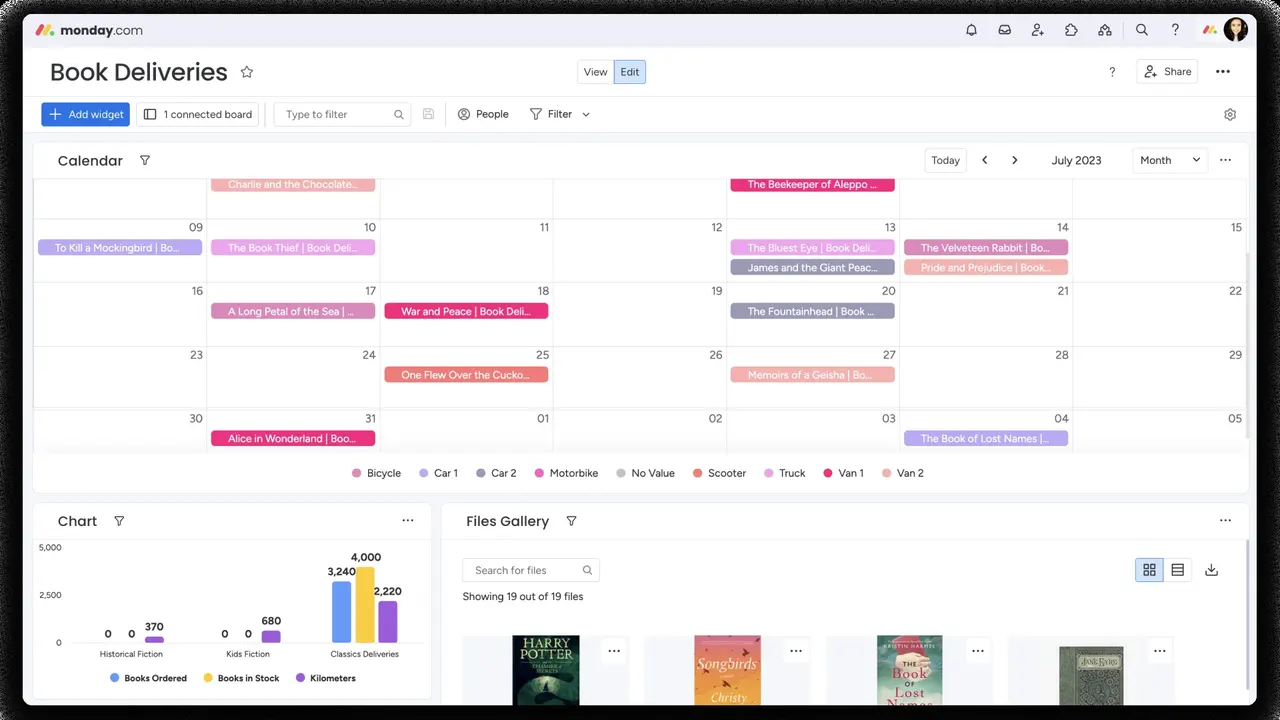 monday.com
Book Deliveries
View Edit
? Share
Add widget 1 connected board Type to filter People Filter
Calendar Today July 2023 Month
Charlie and the Chocolate... The Beekeeper of Aleppo ...
09 10 11 12 13 14 15
To Kill a Mockingbird | Bo... The Book Thief | Book Deli... The Bluest Eye | Book Deli... The Velveteen Rabbit | Bo...
James and the Giant Peac... Pride and Prejudice | Book...
16 17 18 19 20 21 22
A Long Petal of the Sea | ... War and Peace | Book Deli... The Fountainhead | Book ...
23 24 25 26 27 28 29
One Flew Over the Cucko... Memoirs of a Geisha | Bo...
30 31 01 02 03 04 05
Alice in Wonderland | Boo... The Book of Lost Names |...
Bicycle Car 1 Car 2 Motorbike No Value Scooter Truck Van 1 Van 2
Chart
5,000
2,500
0
0 0 370
0 0 680
3,240 4,000 2,220
Historical Fiction Kids Fiction Classics Deliveries
Books Ordered Books in Stock Kilometers
Files Gallery
Search for files
Showing 19 out of 19 files
HARRY
POTTER
Songbirds
Christy
KRISTIN HARMEL
THE
Book
of
Lost
Names
JANE EYRE